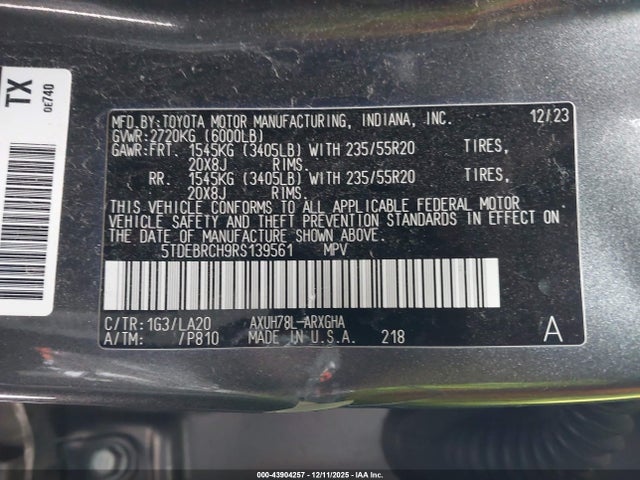 TX
0E740
MFD.BY:TOYOTA MOTOR MANUFACTURING, INDIANA, INC. 12/23
GVWR:2720KG (6000LB)
GAWR:FRT. 1545KG (3405LB) WITH 235/55R20 TIRES,
20X8J RIMS.
RR. 1545KG (3405LB) WITH 235/55R20 TIRES,
20X8J RIMS.
THIS VEHICLE CONFORMS TO ALL APPLICABLE FEDERAL MOTOR
VEHICLE SAFETY AND THEFT PREVENTION STANDARDS IN EFFECT ON
THE DATE OF MANUFACTURE SHOWN ABOVE.
5TDEBRCH9RS139561 MPV
C/TR:1G3/LA20 AXUH78L-ARXGHA
A/TM: /P810 MADE IN U.S.A. 218 A
000-43904257 - 12/11/2025 - IAA Inc.